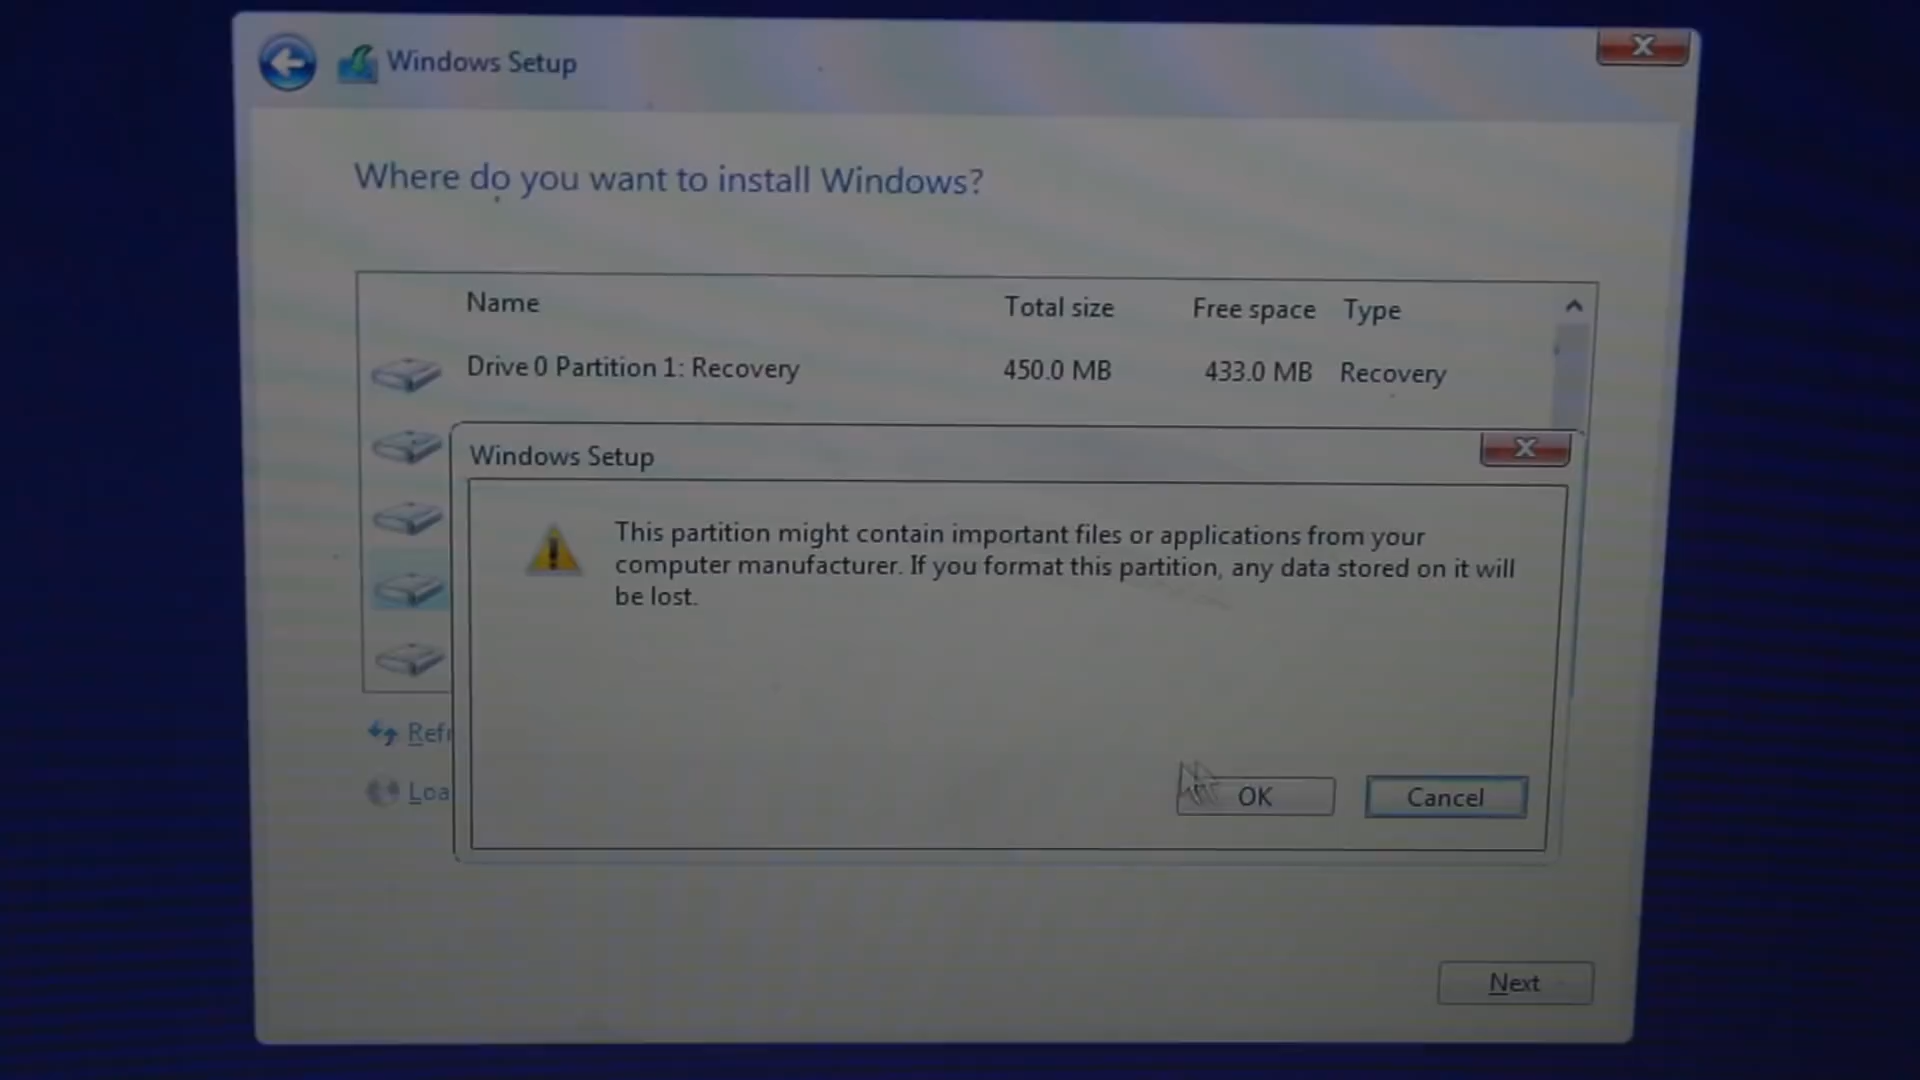 Windows Setup
Where do you want to install Windows?
Name Total size Free space Type
Drive 0 Partition 1: Recovery 450.0 MB 433.0 MB Recovery
Windows Setup
This partition might contain important files or applications from your
computer manufacturer. If you format this partition, any data stored on it will
be lost.
OK Cancel
Next